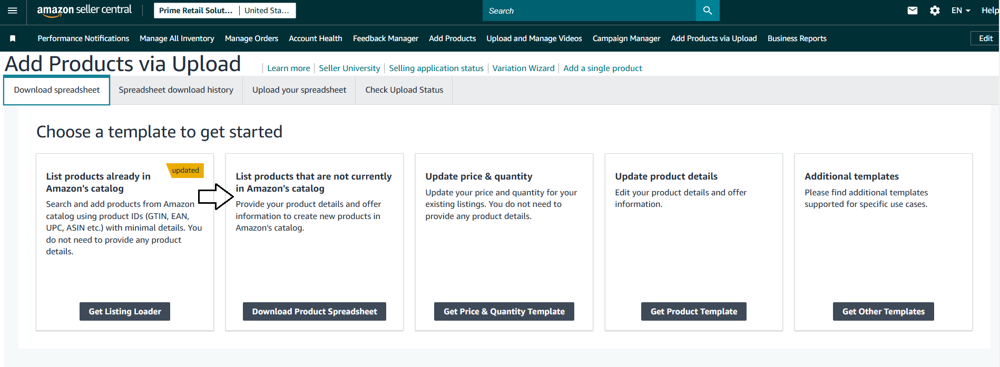 amazon seller central
Prime Retail Solut... United Sta...
Search
EN
Help
Performance Notifications Manage All Inventory Manage Orders Account Health Feedback Manager Add Products Upload and Manage Videos Campaign Manager Add Products via Upload Business Reports
Edit
Add Products via Upload
Learn more Seller University Selling application status Variation Wizard Add a single product
Download spreadsheet Spreadsheet download history Upload your spreadsheet Check Upload Status
Choose a template to get started
updated
List products already in
Amazon's catalog
Search and add products from Amazon
catalog using product IDs (GTIN, EAN,
UPC, ASIN etc.) with minimal details. You
do not need to provide any product
details.
Get Listing Loader
List products that are not currently
in Amazon's catalog
Provide your product details and offer
information to create new products in
Amazon's catalog.
Download Product Spreadsheet
Update price & quantity
Update your price and quantity for your
existing listings. You do not need to
provide any product details.
Get Price & Quantity Template
Update product details
Edit your product details and offer
information.
Get Product Template
Additional templates
Please find additional templates
supported for specific use cases.
Get Other Templates